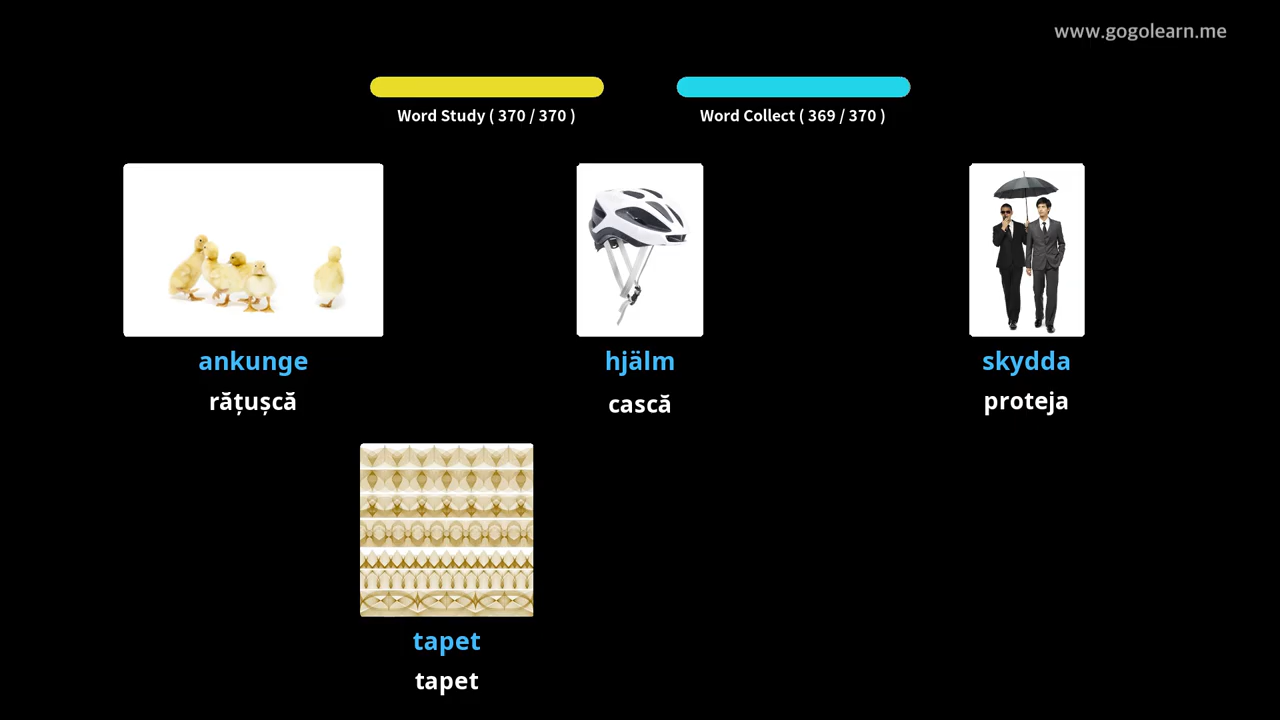 www.gogolearn.me
Word Study ( 370 / 370 )
Word Collect ( 369 / 370 )
ankunge
rățușcă
hjälm
cască
skydda
proteja
tapet
tapet